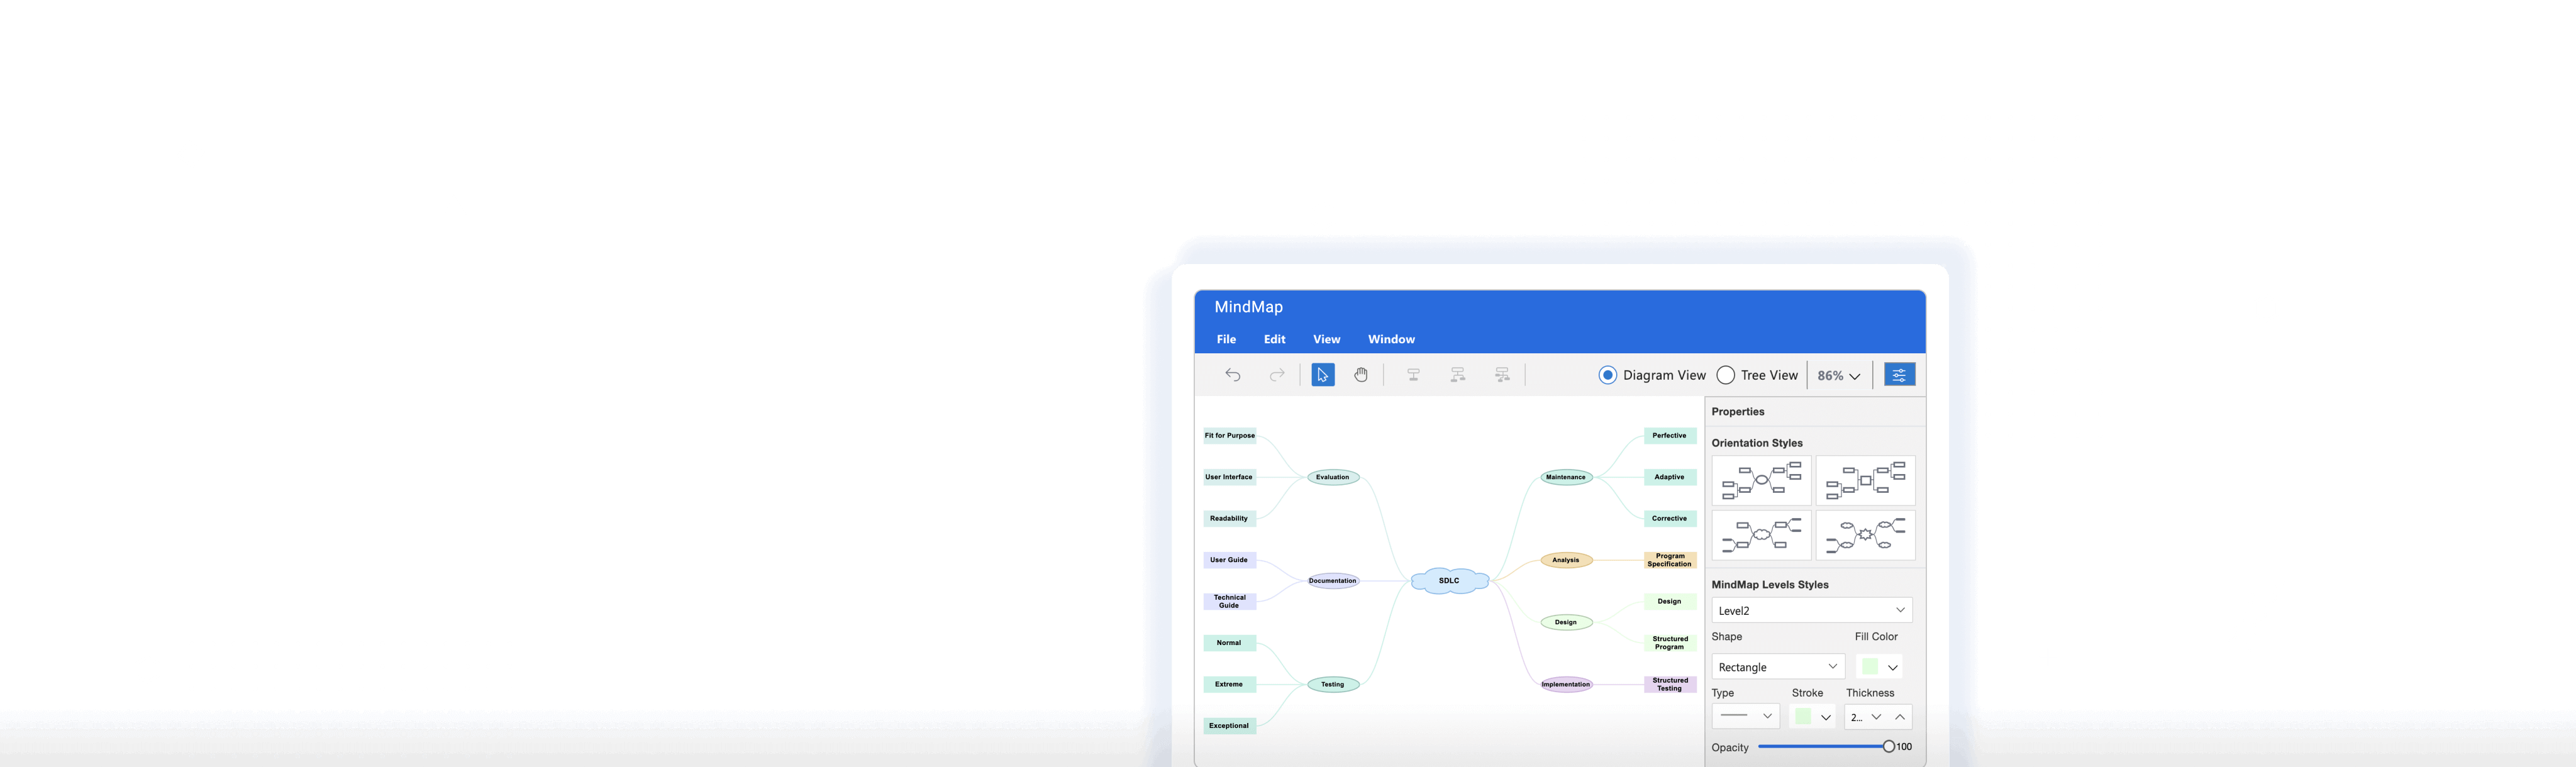 MindMap
File Edit View Window
Diagram View Tree View 86%
Fit for Purpose
User Interface
Readability
Evaluation
User Guide
Technical
Guide
Documentation
Normal
Extreme
Exceptional
Testing
SDLC
Maintenance
Perfective
Adaptive
Corrective
Analysis
Program
Specification
Design
Design
Structured
Program
Implementation
Structured
Testing
Properties
Orientation Styles
MindMap Levels Styles
Level2
Shape Fill Color
Rectangle
Type Stroke Thickness
2...
Opacity 100